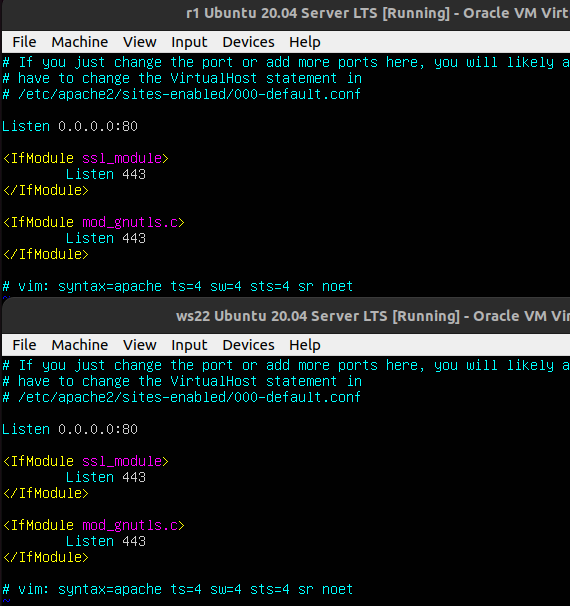 r1 Ubuntu 20.04 Server LTS [Running] - Oracle VM Virt
File Machine View Input Devices Help
# If you just change the port or add more ports here, you will likely a
# have to change the VirtualHost statement in
# /etc/apache2/sites-enabled/000-default.conf
Listen 0.0.0.0:80
<IfModule ssl_module>
Listen 443
</IfModule>
<IfModule mod_gnutls.c>
Listen 443
</IfModule>
# vim: syntax=apache ts=4 sw=4 sts=4 sr noet
ws22 Ubuntu 20.04 Server LTS [Running] - Oracle VM Vi
File Machine View Input Devices Help
# If you just change the port or add more ports here, you will likely a
# have to change the VirtualHost statement in
# /etc/apache2/sites-enabled/000-default.conf
Listen 0.0.0.0:80
<IfModule ssl_module>
Listen 443
</IfModule>
<IfModule mod_gnutls.c>
Listen 443
</IfModule>
# vim: syntax=apache ts=4 sw=4 sts=4 sr noet